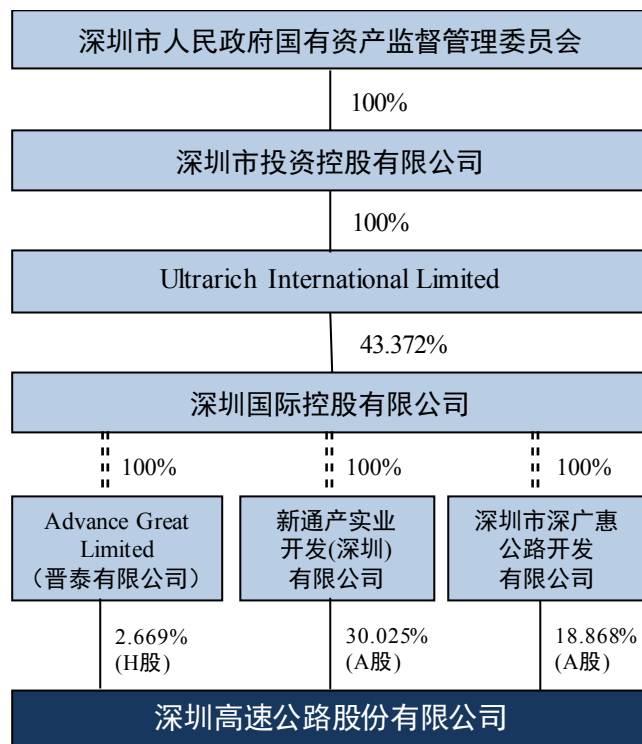 深圳市人民政府国有资产监督管理委员会
100%
深圳市投资控股有限公司
100%
Ultrarich International Limited
43.372%
深圳国际控股有限公司
100%
100%
100%
Advance Great
Limited
（晋泰有限公司）
新通产实业
开发(深圳)
有限公司
深圳市深广惠
公路开发
有限公司
2.669%
(H股)
30.025%
(A股)
18.868%
(A股)
深圳高速公路股份有限公司